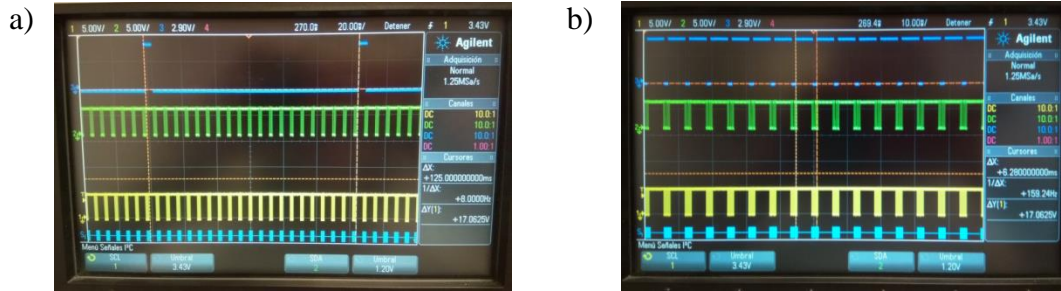 a)
1 5.00V/ 2 5.00V/ 3 2.90V/ 4 270.0 20.00 Detener 1 3.43V
Agilent
Adquisición
Normal
1.25MSa/s
Canales
DC 10.0:1
DC 10.0:1
DC 10.0:1
DC 1.00:1
Cursores
ΔX:
+125.000000000ms
1/ΔX:
+8.0000Hz
ΔY(1):
+17.0625V
Menú Señales I²C
SCL
1
Umbral
3.43V
SDA
2
Umbral
1.20V
b)
1 5.00V/ 2 5.00V/ 3 2.90V/ 4 269.4 10.00 Detener 1 3.43V
Agilent
Adquisición
Normal
1.25MSa/s
Canales
DC 10.0:1
DC 10.0:1
DC 10.0:1
DC 1.00:1
Cursores
ΔX:
+6.280000000ms
1/ΔX:
+159.24Hz
ΔY(1):
+17.0625V
Menú Señales I²C
SCL
1
Umbral
3.43V
SDA
2
Umbral
1.20V